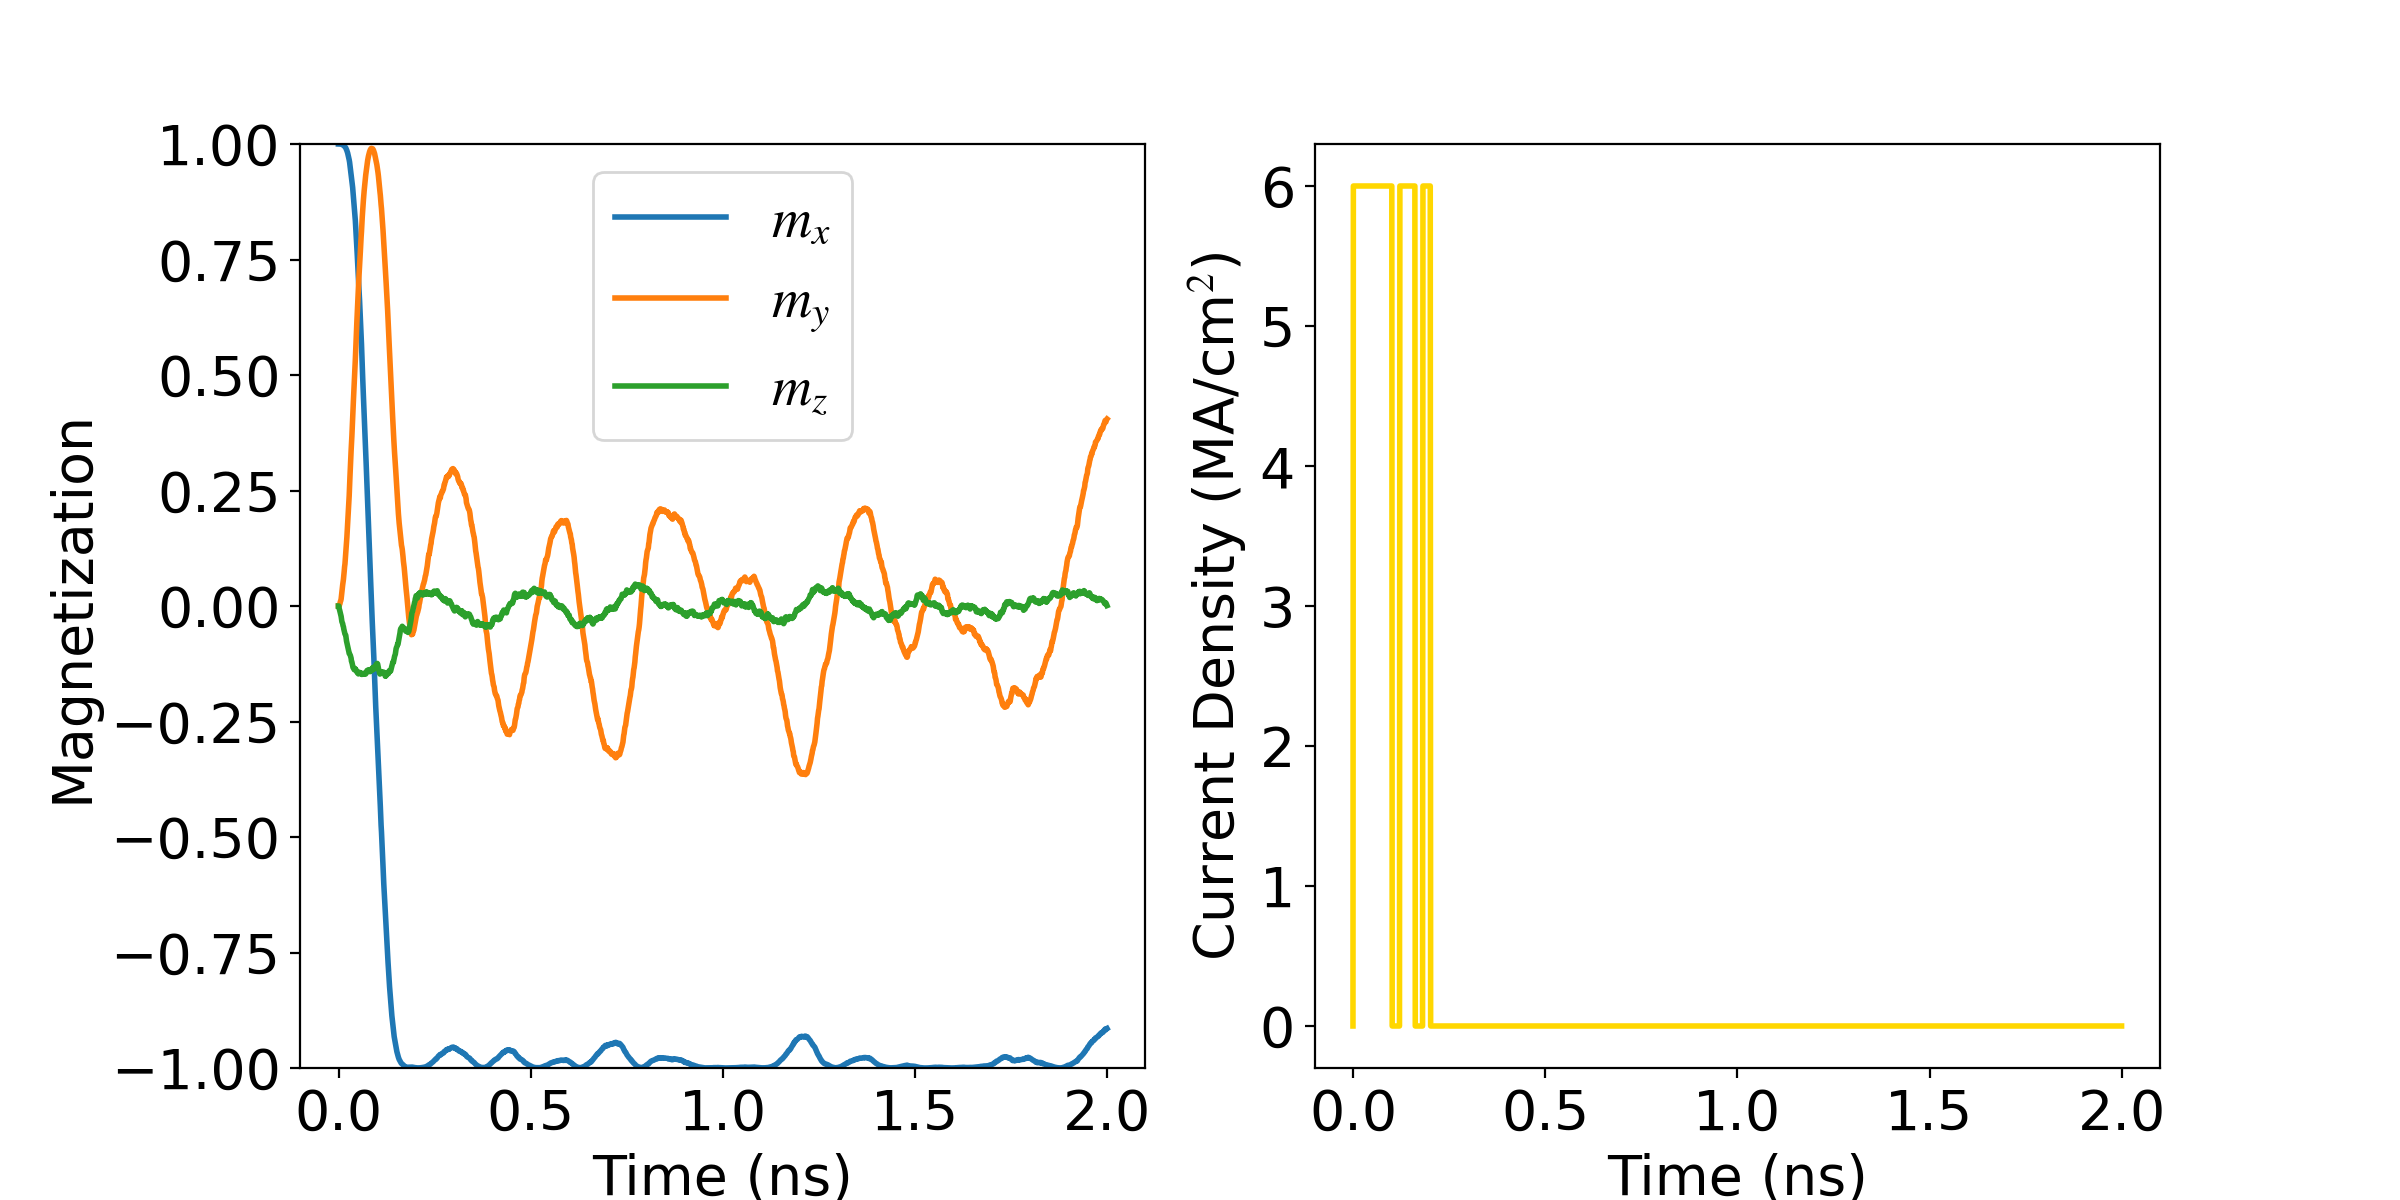 Magnetization
1.00
0.75
0.50
0.25
0.00
−0.25
−0.50
−0.75
−1.00
0.0 0.5 1.0 1.5 2.0
Time (ns)
m_x
m_y
m_z
Current Density (MA/cm²)
6
5
4
3
2
1
0
0.0 0.5 1.0 1.5 2.0
Time (ns)